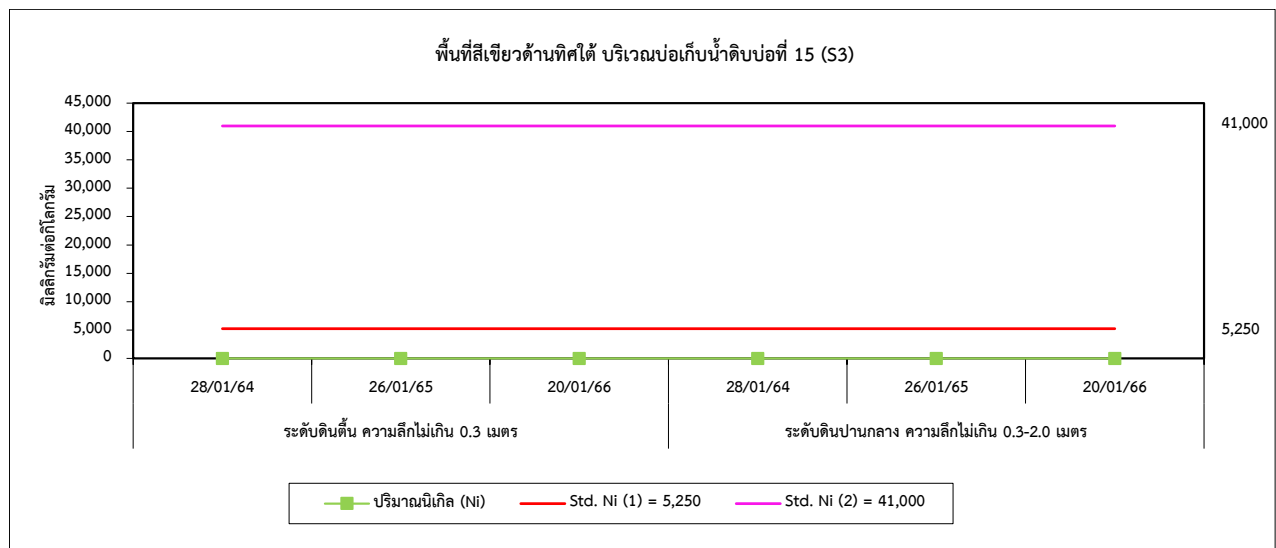 พื้นที่สีเขียวด้านทิศใต้ บริเวณบ่อเก็บน้ำดิบบ่อที่ 15 (S3)
มิลลิกรัมต่อกิโลกรัม
45,000
40,000
35,000
30,000
25,000
20,000
15,000
10,000
5,000
0
41,000
5,250
28/01/64 26/01/65 20/01/66 28/01/64 26/01/65 20/01/66
ระดับดินตื้น ความลึกไม่เกิน 0.3 เมตร ระดับดินปานกลาง ความลึกไม่เกิน 0.3-2.0 เมตร
ปริมาณนิเกิล (Ni) Std. Ni (1) = 5,250 Std. Ni (2) = 41,000